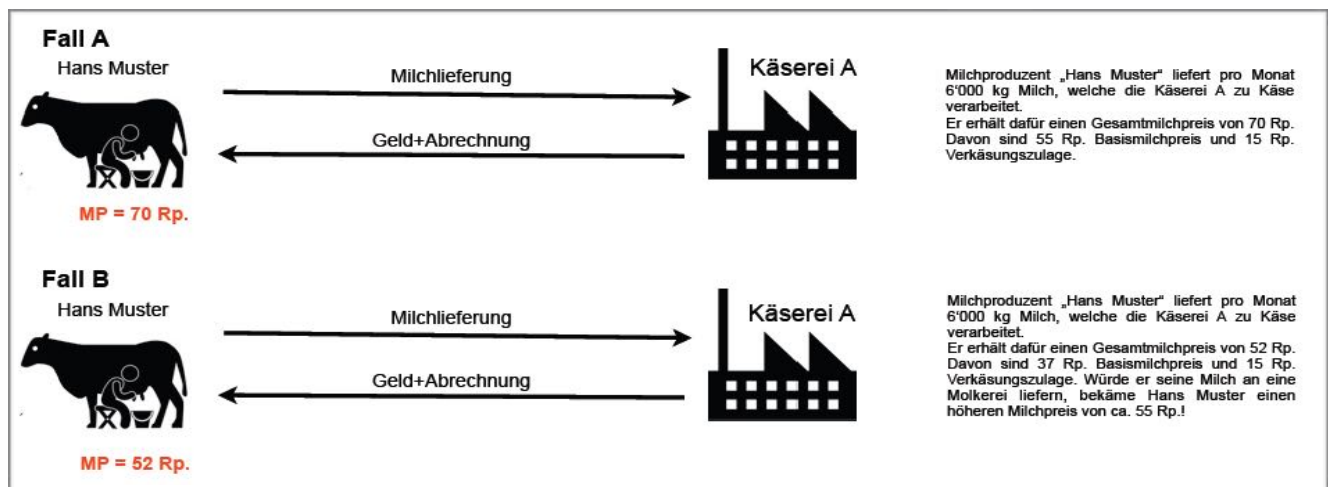 Fall A
Hans Muster
Milchlieferung
Geld+Abrechnung
Käserei A
MP = 70 Rp.
Milchproduzent „Hans Muster“ liefert pro Monat
6‘000 kg Milch, welche die Käserei A zu Käse
verarbeitet.
Er erhält dafür einen Gesamtmilchpreis von 70 Rp.
Davon sind 55 Rp. Basismilchpreis und 15 Rp.
Verkäsungszulage.
Fall B
Hans Muster
Milchlieferung
Geld+Abrechnung
Käserei A
MP = 52 Rp.
Milchproduzent „Hans Muster“ liefert pro Monat
6‘000 kg Milch, welche die Käserei A zu Käse
verarbeitet.
Er erhält dafür einen Gesamtmilchpreis von 52 Rp.
Davon sind 37 Rp. Basismilchpreis und 15 Rp.
Verkäsungszulage. Würde er seine Milch an eine
Molkerei liefern, bekäme Hans Muster einen
höheren Milchpreis von ca. 55 Rp.!